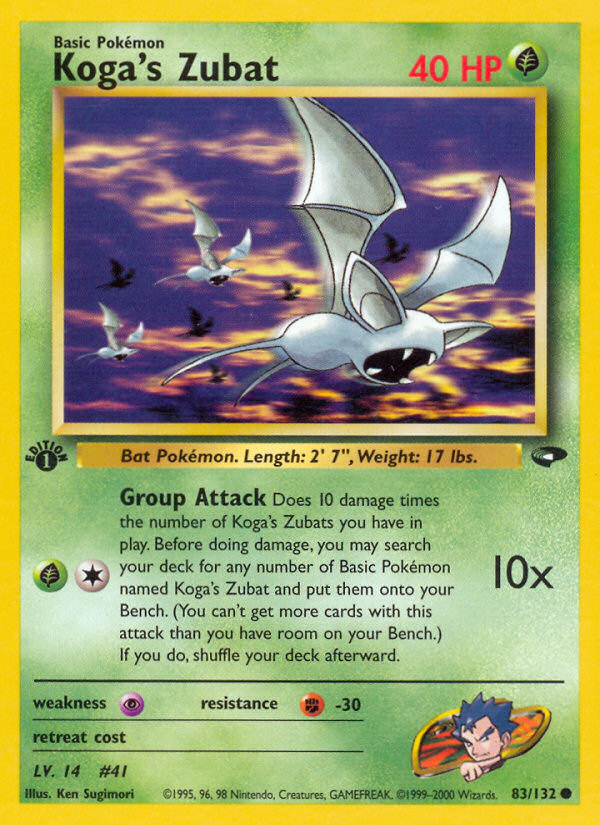 Basic Pokémon
Koga's Zubat
40 HP
EDITION
1
Bat Pokémon. Length: 2' 7", Weight: 17 lbs.
Group Attack Does 10 damage times
the number of Koga's Zubats you have in
play. Before doing damage, you may search
your deck for any number of Basic Pokémon
named Koga's Zubat and put them onto your
Bench. (You can't get more cards with this
attack than you have room on your Bench.)
If you do, shuffle your deck afterward.
10x
weakness
resistance -30
retreat cost
LV. 14 #41
Illus. Ken Sugimori ©1995, 96, 98 Nintendo, Creatures, GAMEFREAK. ©1999–2000 Wizards. 83/132